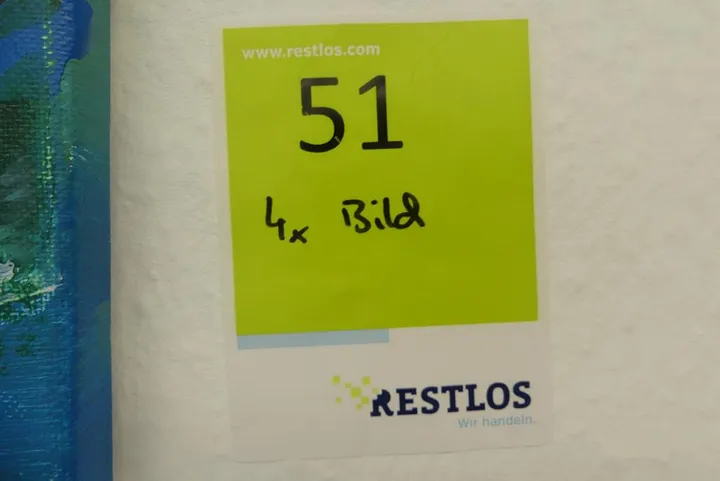 www.restlos.com
51
4x Bild
RESTLOS
Wir handeln.